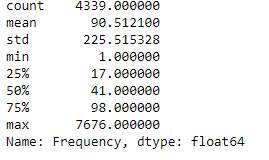 count    4339.000000
mean       90.512100
std       225.515328
min         1.000000
25%        17.000000
50%        41.000000
75%        98.000000
max      7676.000000
Name: Frequency, dtype: float64